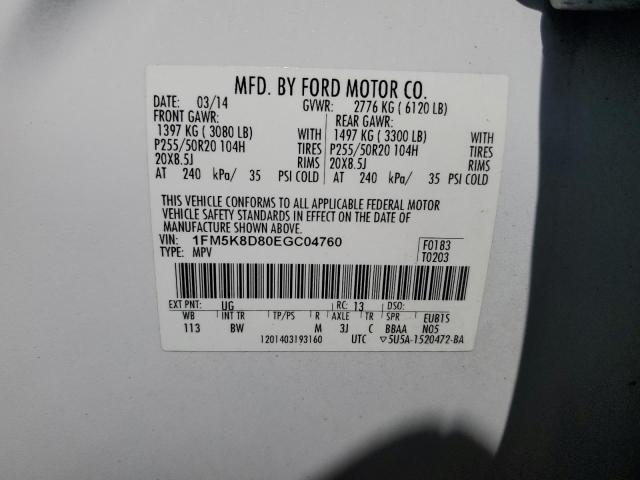 MFD. BY FORD MOTOR CO.
DATE: 03/14 GVWR: 2776 KG ( 6120 LB)
FRONT GAWR: REAR GAWR:
1397 KG ( 3080 LB) WITH 1497 KG ( 3300 LB) WITH
P255/50R20 104H TIRES P255/50R20 104H TIRES
20X8.5J RIMS 20X8.5J RIMS
AT 240 kPa/ 35 PSI COLD AT 240 kPa/ 35 PSI COLD
THIS VEHICLE CONFORMS TO ALL APPLICABLE FEDERAL MOTOR
VEHICLE SAFETY STANDARDS IN EFFECT ON THE DATE OF
MANUFACTURE SHOWN ABOVE.
VIN: 1FM5K8D80EGC04760 F0183
TYPE: MPV T0203
EXT PNT: UG RC: 13 DSO:
WB INT TR TP/PS R AXLE TR SPR EUB1S
113 BW M 3J C BBAA N05
1201403193160 UTC ▽5U5A-1520472-BA